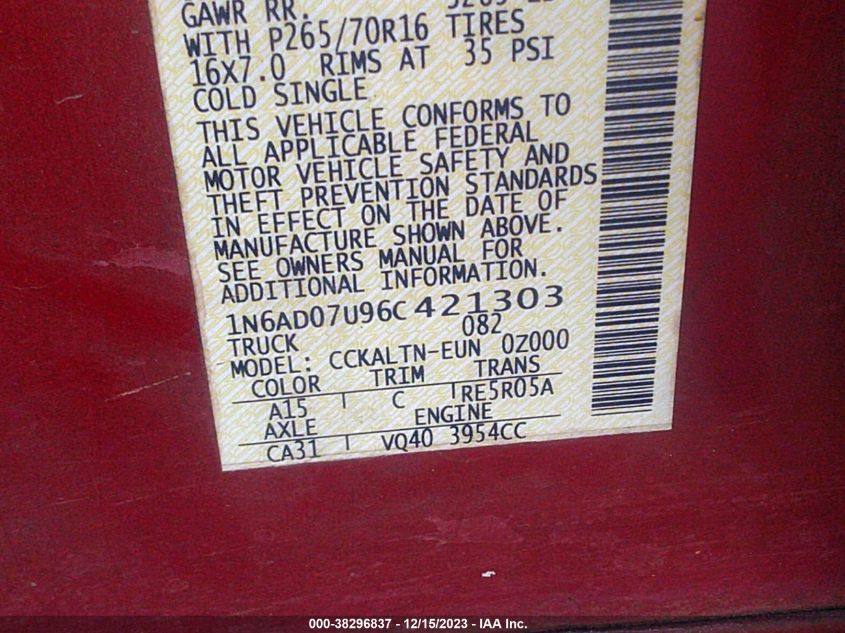 GAWR RR.
WITH P265/70R16 TIRES
16X7.0 RIMS AT 35 PSI
COLD SINGLE
THIS VEHICLE CONFORMS TO
ALL APPLICABLE FEDERAL
MOTOR VEHICLE SAFETY AND
THEFT PREVENTION STANDARDS
IN EFFECT ON THE DATE OF
MANUFACTURE SHOWN ABOVE.
SEE OWNERS MANUAL FOR
ADDITIONAL INFORMATION.
1N6AD07U96C421303
TRUCK 082
MODEL: CCKALTN-EUN 0Z000
COLOR TRIM TRANS
A15 C RE5R05A
AXLE ENGINE
CA31 VQ40 3954CC
000-38296837 - 12/15/2023 - IAA Inc.